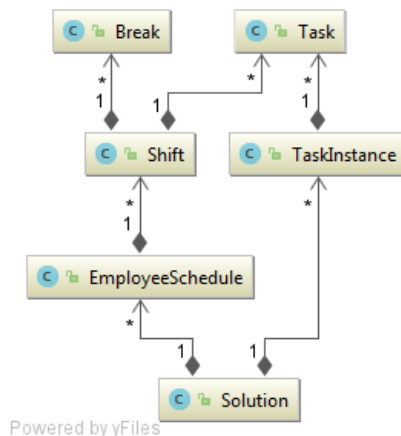 C Break
C Task
*
*
*
1
1
1
C Shift
C TaskInstance
*
*
1
C EmployeeSchedule
*
1
1
C Solution
Powered by yFiles